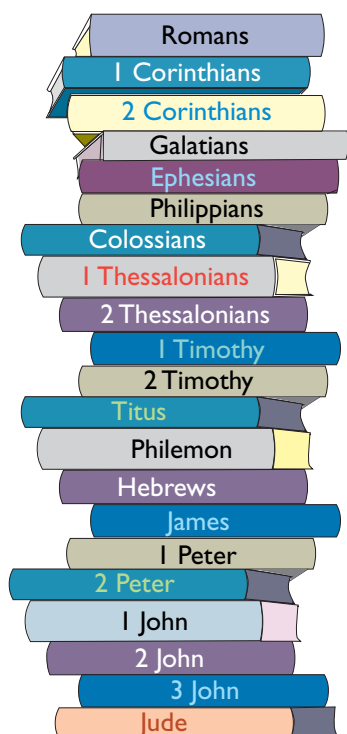 Romans
1 Corinthians
2 Corinthians
Galatians
Ephesians
Philippians
Colossians
1 Thessalonians
2 Thessalonians
1 Timothy
2 Timothy
Titus
Philemon
Hebrews
James
1 Peter
2 Peter
1 John
2 John
3 John
Jude